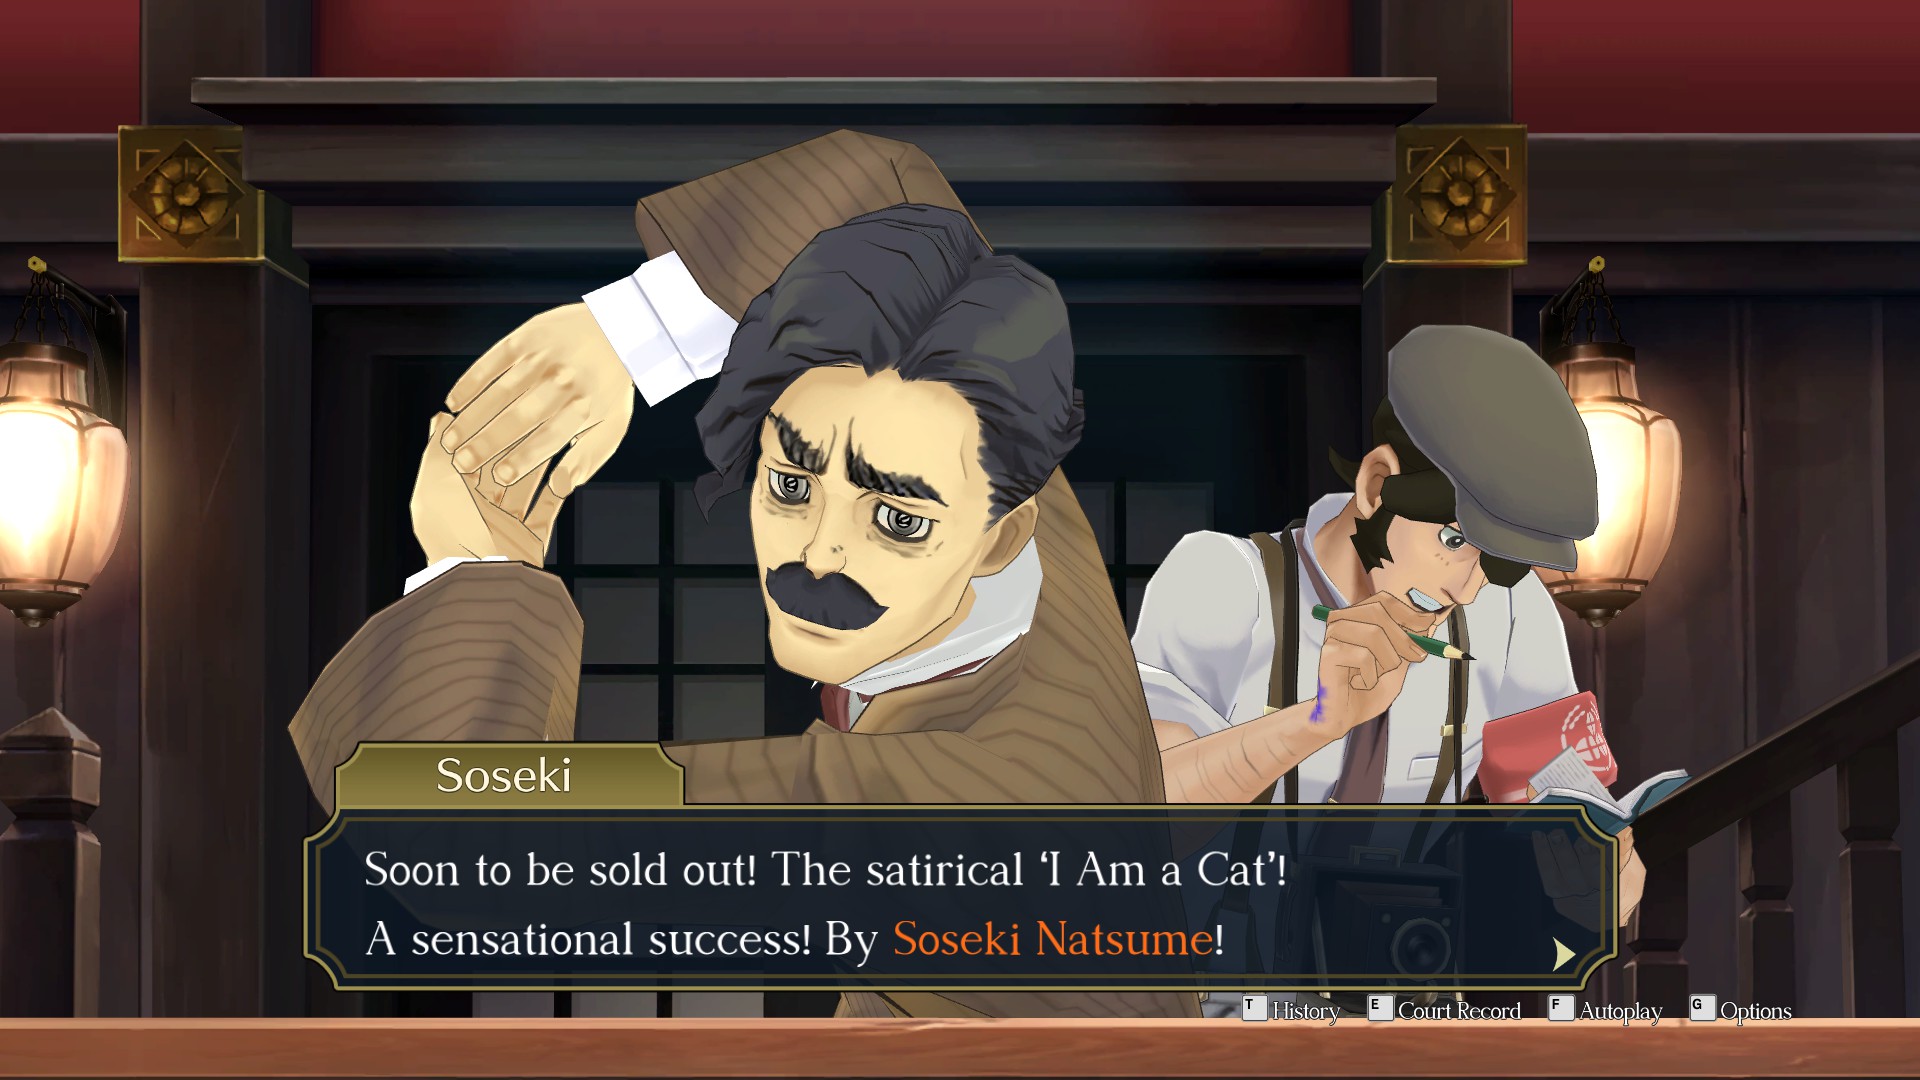 Soseki
Soon to be sold out! The satirical ‘I Am a Cat’!
A sensational success! By Soseki Natsume!
T History E Court Record F Autoplay G Options